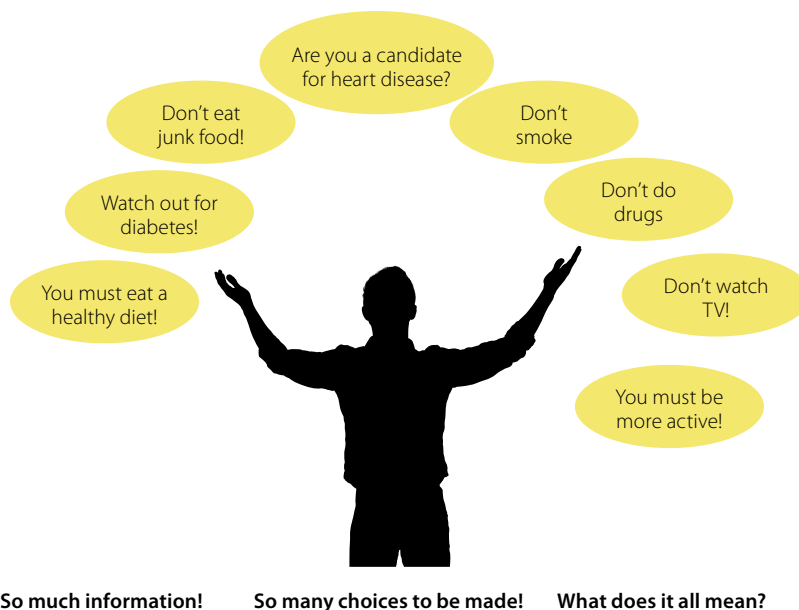 Are you a candidate
for heart disease?
Don't eat
junk food!
Don't
smoke
Watch out for
diabetes!
Don't do
drugs
You must eat a
healthy diet!
Don't watch
TV!
You must be
more active!
So much information!
So many choices to be made!
What does it all mean?